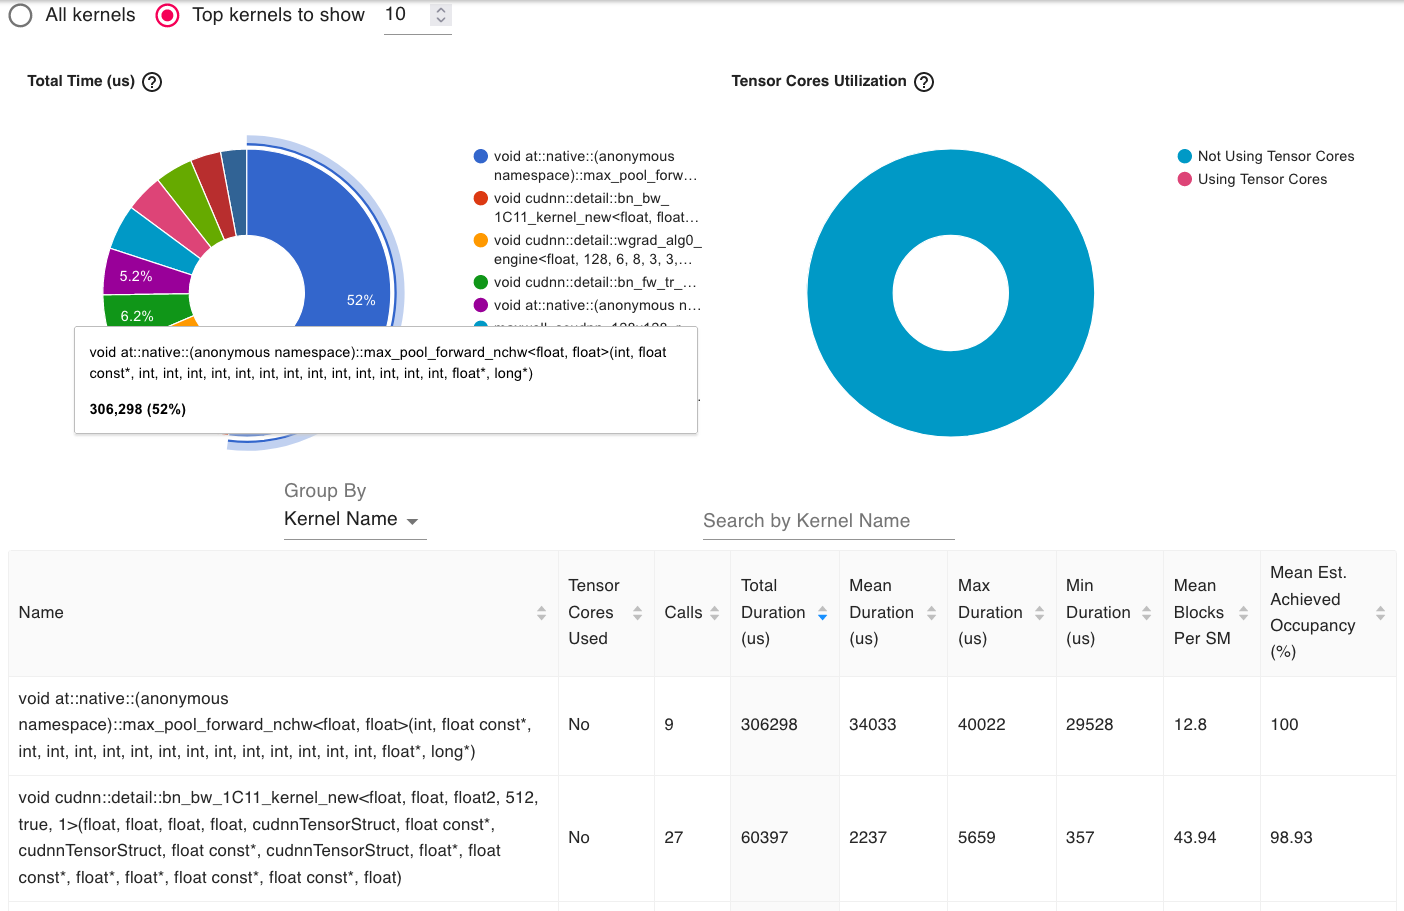 All kernels
Top kernels to show
10
Total Time (us)
?
Tensor Cores Utilization
?
5.2%
6.2%
52%
void at::native::(anonymous
namespace)::max_pool_forw...
void cudnn::detail::bn_bw_
1C11_kernel_new<float, float...
void cudnn::detail::wgrad_alg0_
engine<float, 128, 6, 8, 3, 3,...
void cudnn::detail::bn_fw_tr_...
void at::native::(anonymous n...
Not Using Tensor Cores
Using Tensor Cores
void at::native::(anonymous namespace)::max_pool_forward_nchw<float, float>(int, float
const*, int, int, int, int, int, int, int, int, int, int, int, int, int, float*, long*)
306,298 (52%)
Group By
Kernel Name
Search by Kernel Name
Name
Tensor
Cores
Used
Calls
Total
Duration
(us)
Mean
Duration
(us)
Max
Duration
(us)
Min
Duration
(us)
Mean
Blocks
Per SM
Mean Est.
Achieved
Occupancy
(%)
void at::native::(anonymous
namespace)::max_pool_forward_nchw<float, float>(int, float const*,
int, int, int, int, int, int, int, int, int, int, int, int, int, float*, long*)
No
9
306298
34033
40022
29528
12.8
100
void cudnn::detail::bn_bw_1C11_kernel_new<float, float, float2, 512,
true, 1>(float, float, float, float, cudnnTensorStruct, float const*,
cudnnTensorStruct, float const*, cudnnTensorStruct, float*, float
const*, float*, float*, float const*, float const*, float)
No
27
60397
2237
5659
357
43.94
98.93